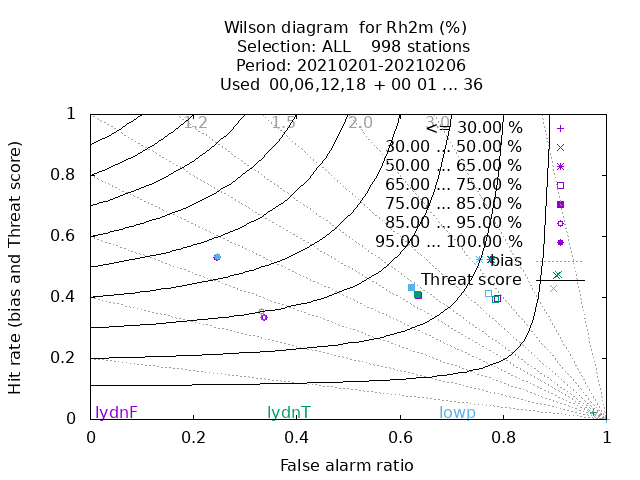 Wilson diagram for Rh2m (%)
Selection: ALL 998 stations
Period: 20210201-20210206
Used 00,06,12,18 + 00 01 ... 36
Hit rate (bias and Threat score)
1
0.8
0.6
0.4
0.2
0
1.2 1.5 2.0 3.0
<= 30.00 %
30.00 ... 50.00 %
50.00 ... 65.00 %
65.00 ... 75.00 %
75.00 ... 85.00 %
85.00 ... 95.00 %
95.00 ... 100.00 %
bias
Threat score
lydnF lydnT lowp
0 0.2 0.4 0.6 0.8 1
False alarm ratio